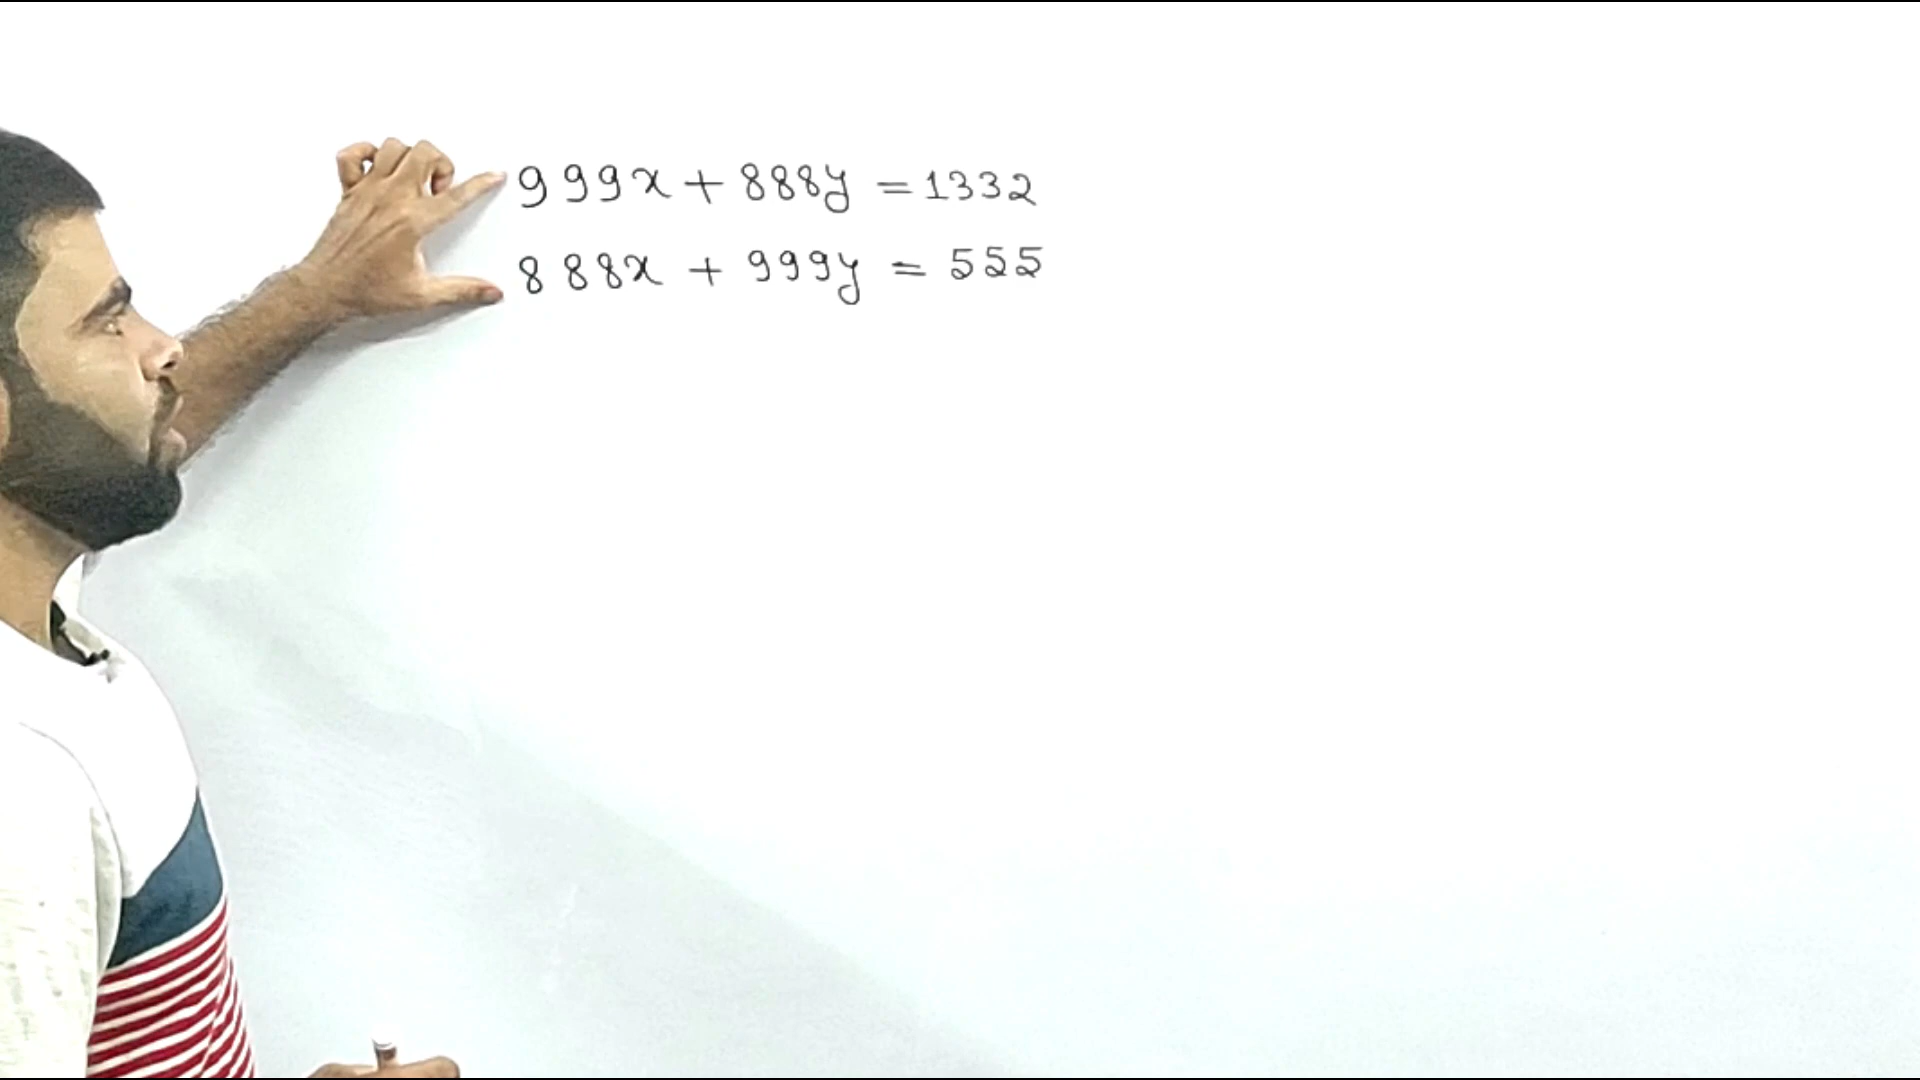 999x + 888y = 1332
888x + 999y = 555